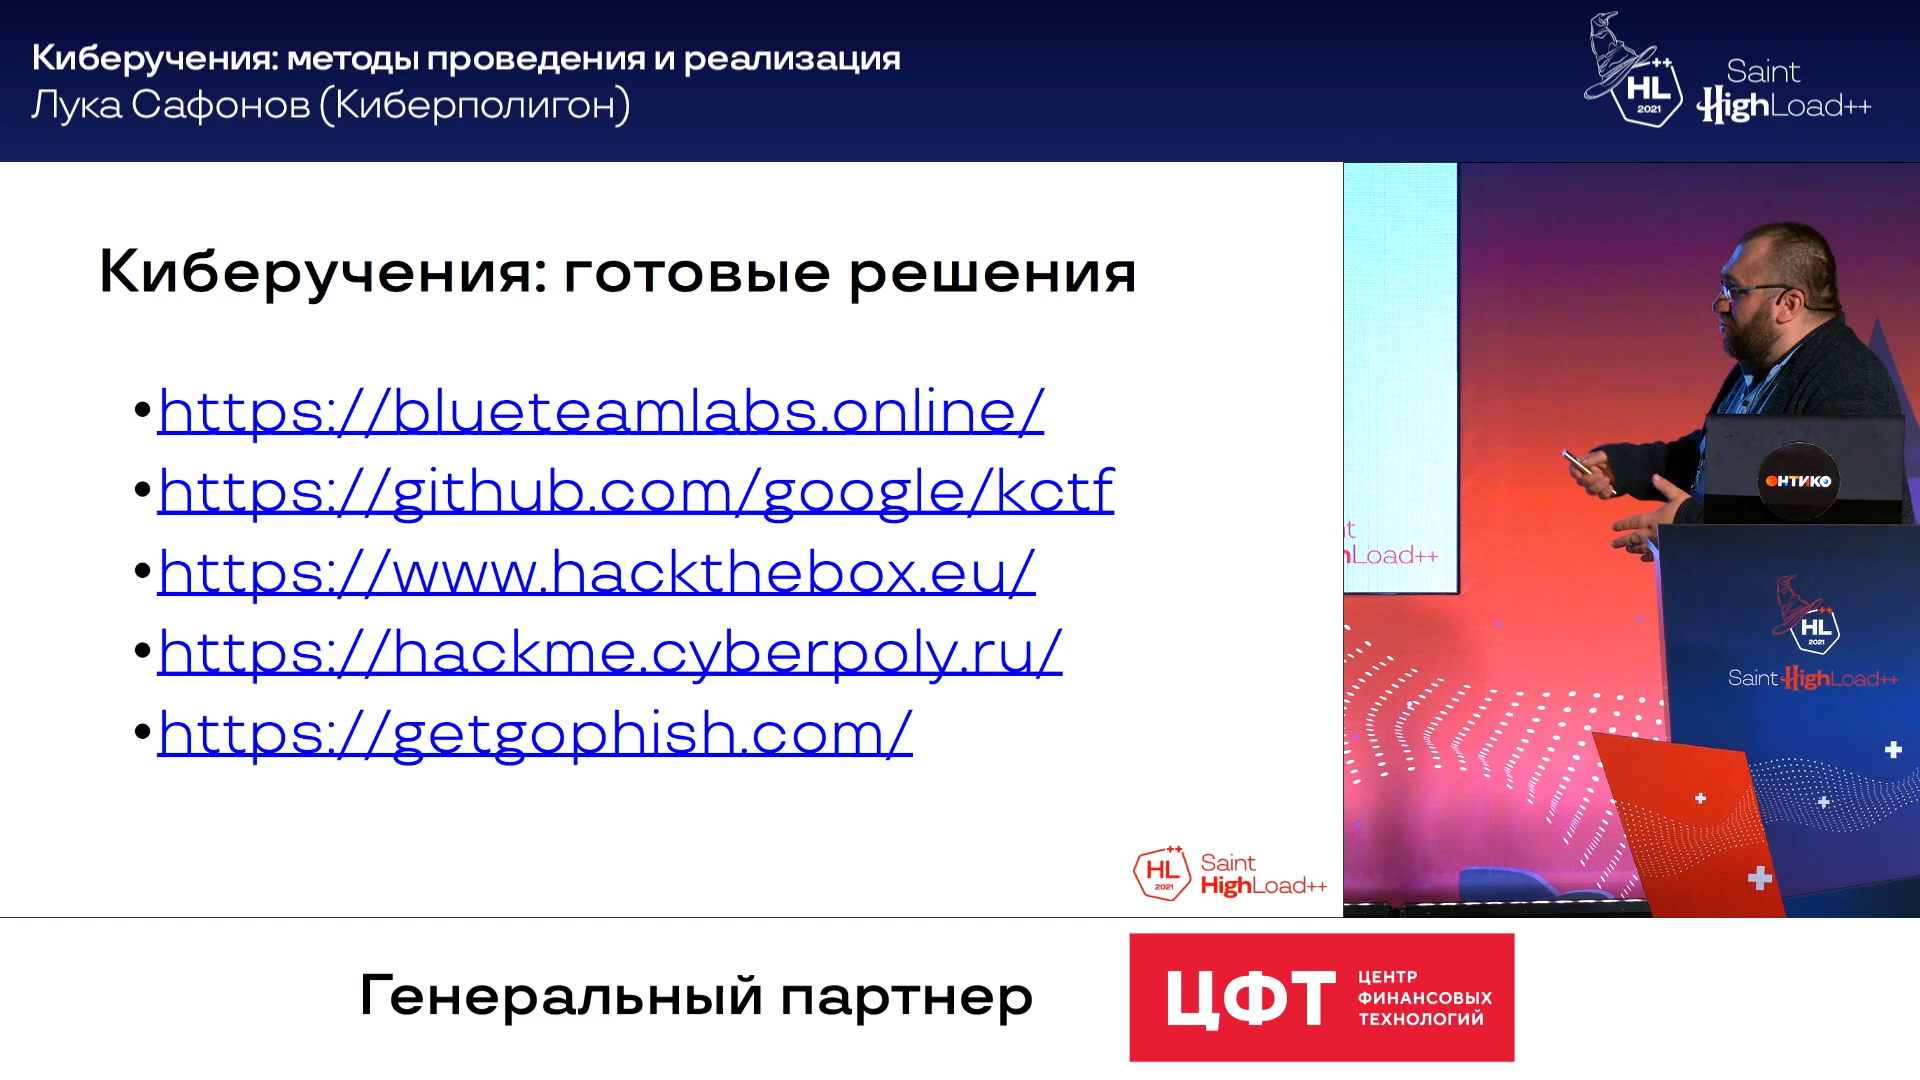 Киберучения: методы проведения и реализация
Лука Сафонов (Киберполигон)
HL++
2021
Saint
HighLoad++
Киберучения: готовые решения
•https://blueteamlabs.online/
•https://github.com/google/kctf
•https://www.hackthebox.eu/
•https://hackme.cyberpoly.ru/
•https://getgophish.com/
HL++
2021
Saint
HighLoad++
ОНТИКО
HL++
2021
Saint HighLoad++
Генеральный партнер
ЦФТ
ЦЕНТР
ФИНАНСОВЫХ
ТЕХНОЛОГИЙ